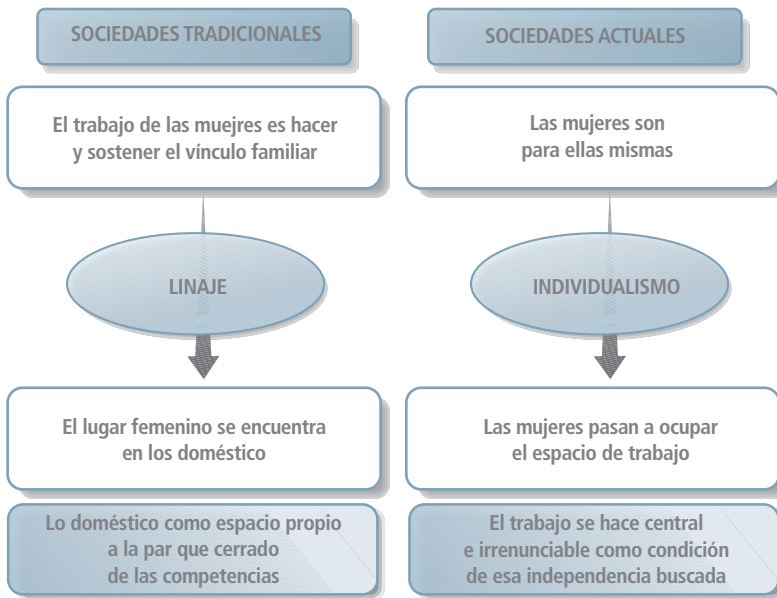 SOCIEDADES TRADICIONALES
El trabajo de las muejres es hacer
y sostener el vínculo familiar
LINAJE
El lugar femenino se encuentra
en los doméstico
Lo doméstico como espacio propio
a la par que cerrado
de las competencias
SOCIEDADES ACTUALES
Las mujeres son
para ellas mismas
INDIVIDUALISMO
Las mujeres pasan a ocupar
el espacio de trabajo
El trabajo se hace central
e irrenunciable como condición
de esa independencia buscada